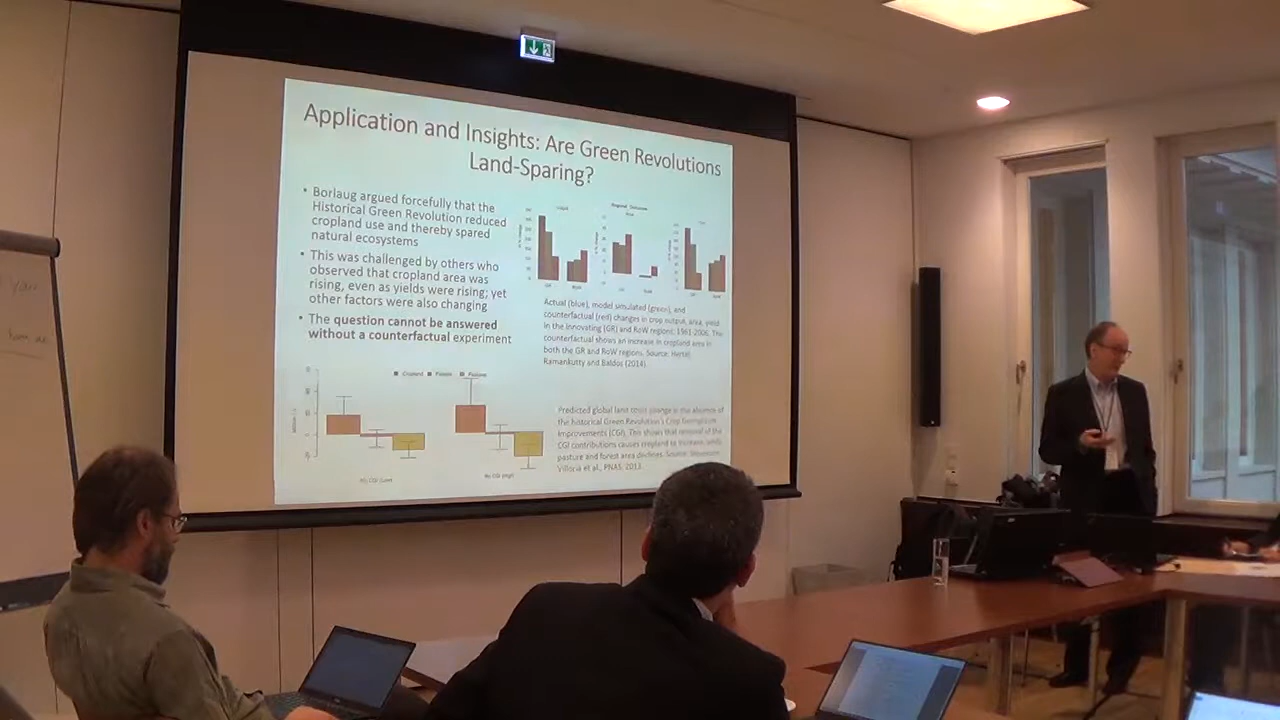 Application and Insights: Are Green Revolutions
Land-Sparing?
• Borlaug argued forcefully that the
Historical Green Revolution reduced
cropland use and thereby spared
natural ecosystems
• This was challenged by others who
observed that cropland area was
rising, even as yields were rising; yet
other factors were also changing
• The question cannot be answered
without a counterfactual experiment
Actual (blue), model simulated (green), and
counterfactual (red) changes in crop output, area, yield
in the innovating (GR) and RoW regions: 1961-2006. The
counterfactual shows an increase in cropland area in
both the GR and RoW regions. Source: Hertel,
Ramankutty and Baldos (2014).
Predicted global land cover change in the absence of
the historical Green Revolution's Crop Germplasm
Improvements (CGI). This shows that removal of the
CGI contributions causes cropland to increase, while
pasture and forest area declines. Source: Stevenson,
Villoria et al., PNAS, 2013.
No CGI (Low)
No CGI (High)